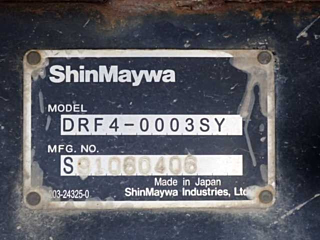 ShinMaywa
MODEL
DRF4-0003SY
MFG. NO.
S91060406
Made in Japan
03-24325-0
ShinMaywa Industries, Ltd